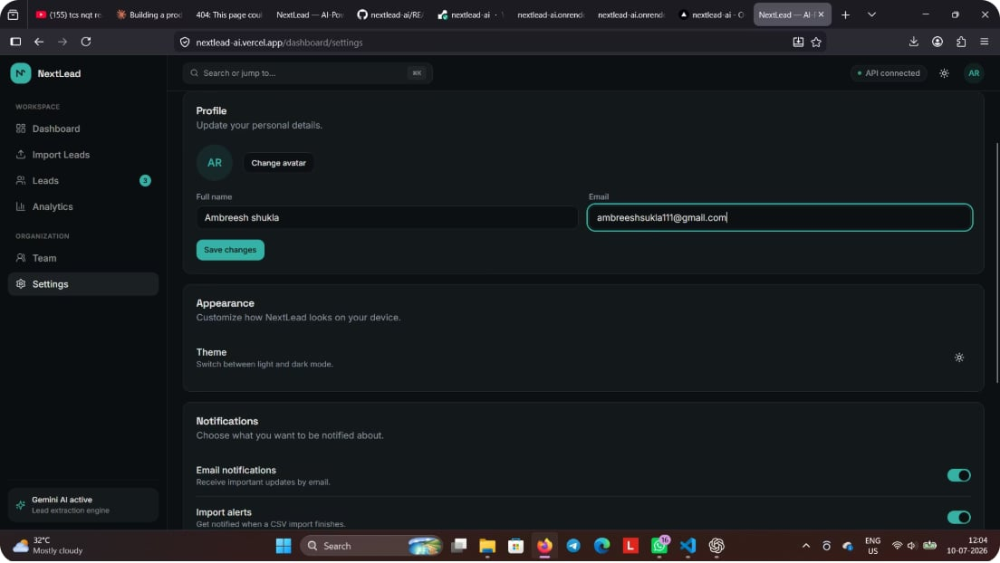 (155) tcs nqt re
Building a prod
404: This page coul
NextLead — AI-Pow
nextlead-ai/REA
nextlead-ai
nextlead-ai.onrend
nextlead-ai.onrend
nextlead-ai - O
NextLead — AI-P
nextlead-ai.vercel.app/dashboard/settings
NextLead
Search or jump to...
⌘K
API connected
AR
WORKSPACE
Dashboard
Import Leads
Leads
3
Analytics
ORGANIZATION
Team
Settings
Gemini AI active
Lead extraction engine
Profile
Update your personal details.
AR
Change avatar
Full name
Email
Ambreesh shukla
ambreeshsukla111@gmail.com
Save changes
Appearance
Customize how NextLead looks on your device.
Theme
Switch between light and dark mode.
Notifications
Choose what you want to be notified about.
Email notifications
Receive important updates by email.
Import alerts
Get notified when a CSV import finishes.
32°C
Mostly cloudy
Search
L
16
ENG
US
12:04
10-07-2026